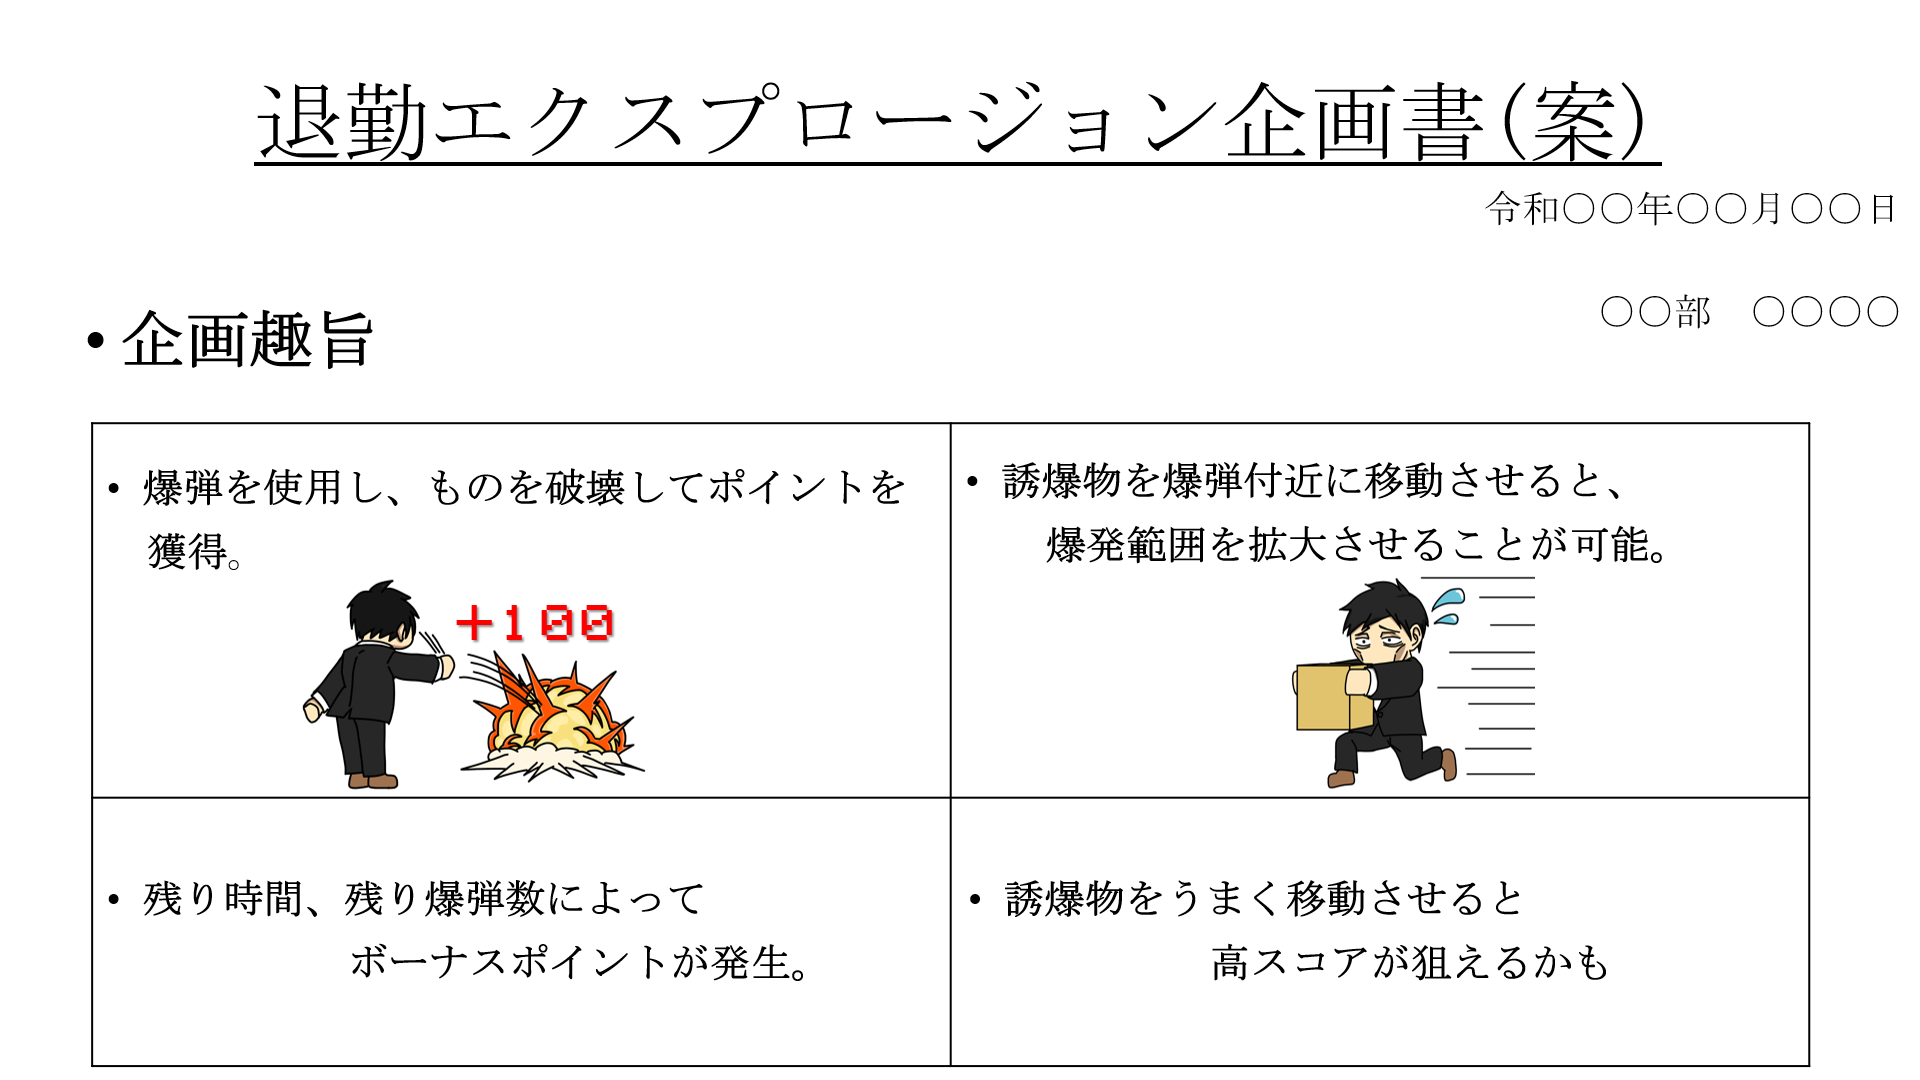 退勤エクスプロージョン企画書(案)
令和〇〇年〇〇月〇〇日
〇〇部　〇〇〇〇
•企画趣旨
• 爆弾を使用し、ものを破壊してポイントを
獲得。
+100
• 誘爆物を爆弾付近に移動させると、
爆発範囲を拡大させることが可能。
• 残り時間、残り爆弾数によって
ボーナスポイントが発生。
• 誘爆物をうまく移動させると
高スコアが狙えるかも